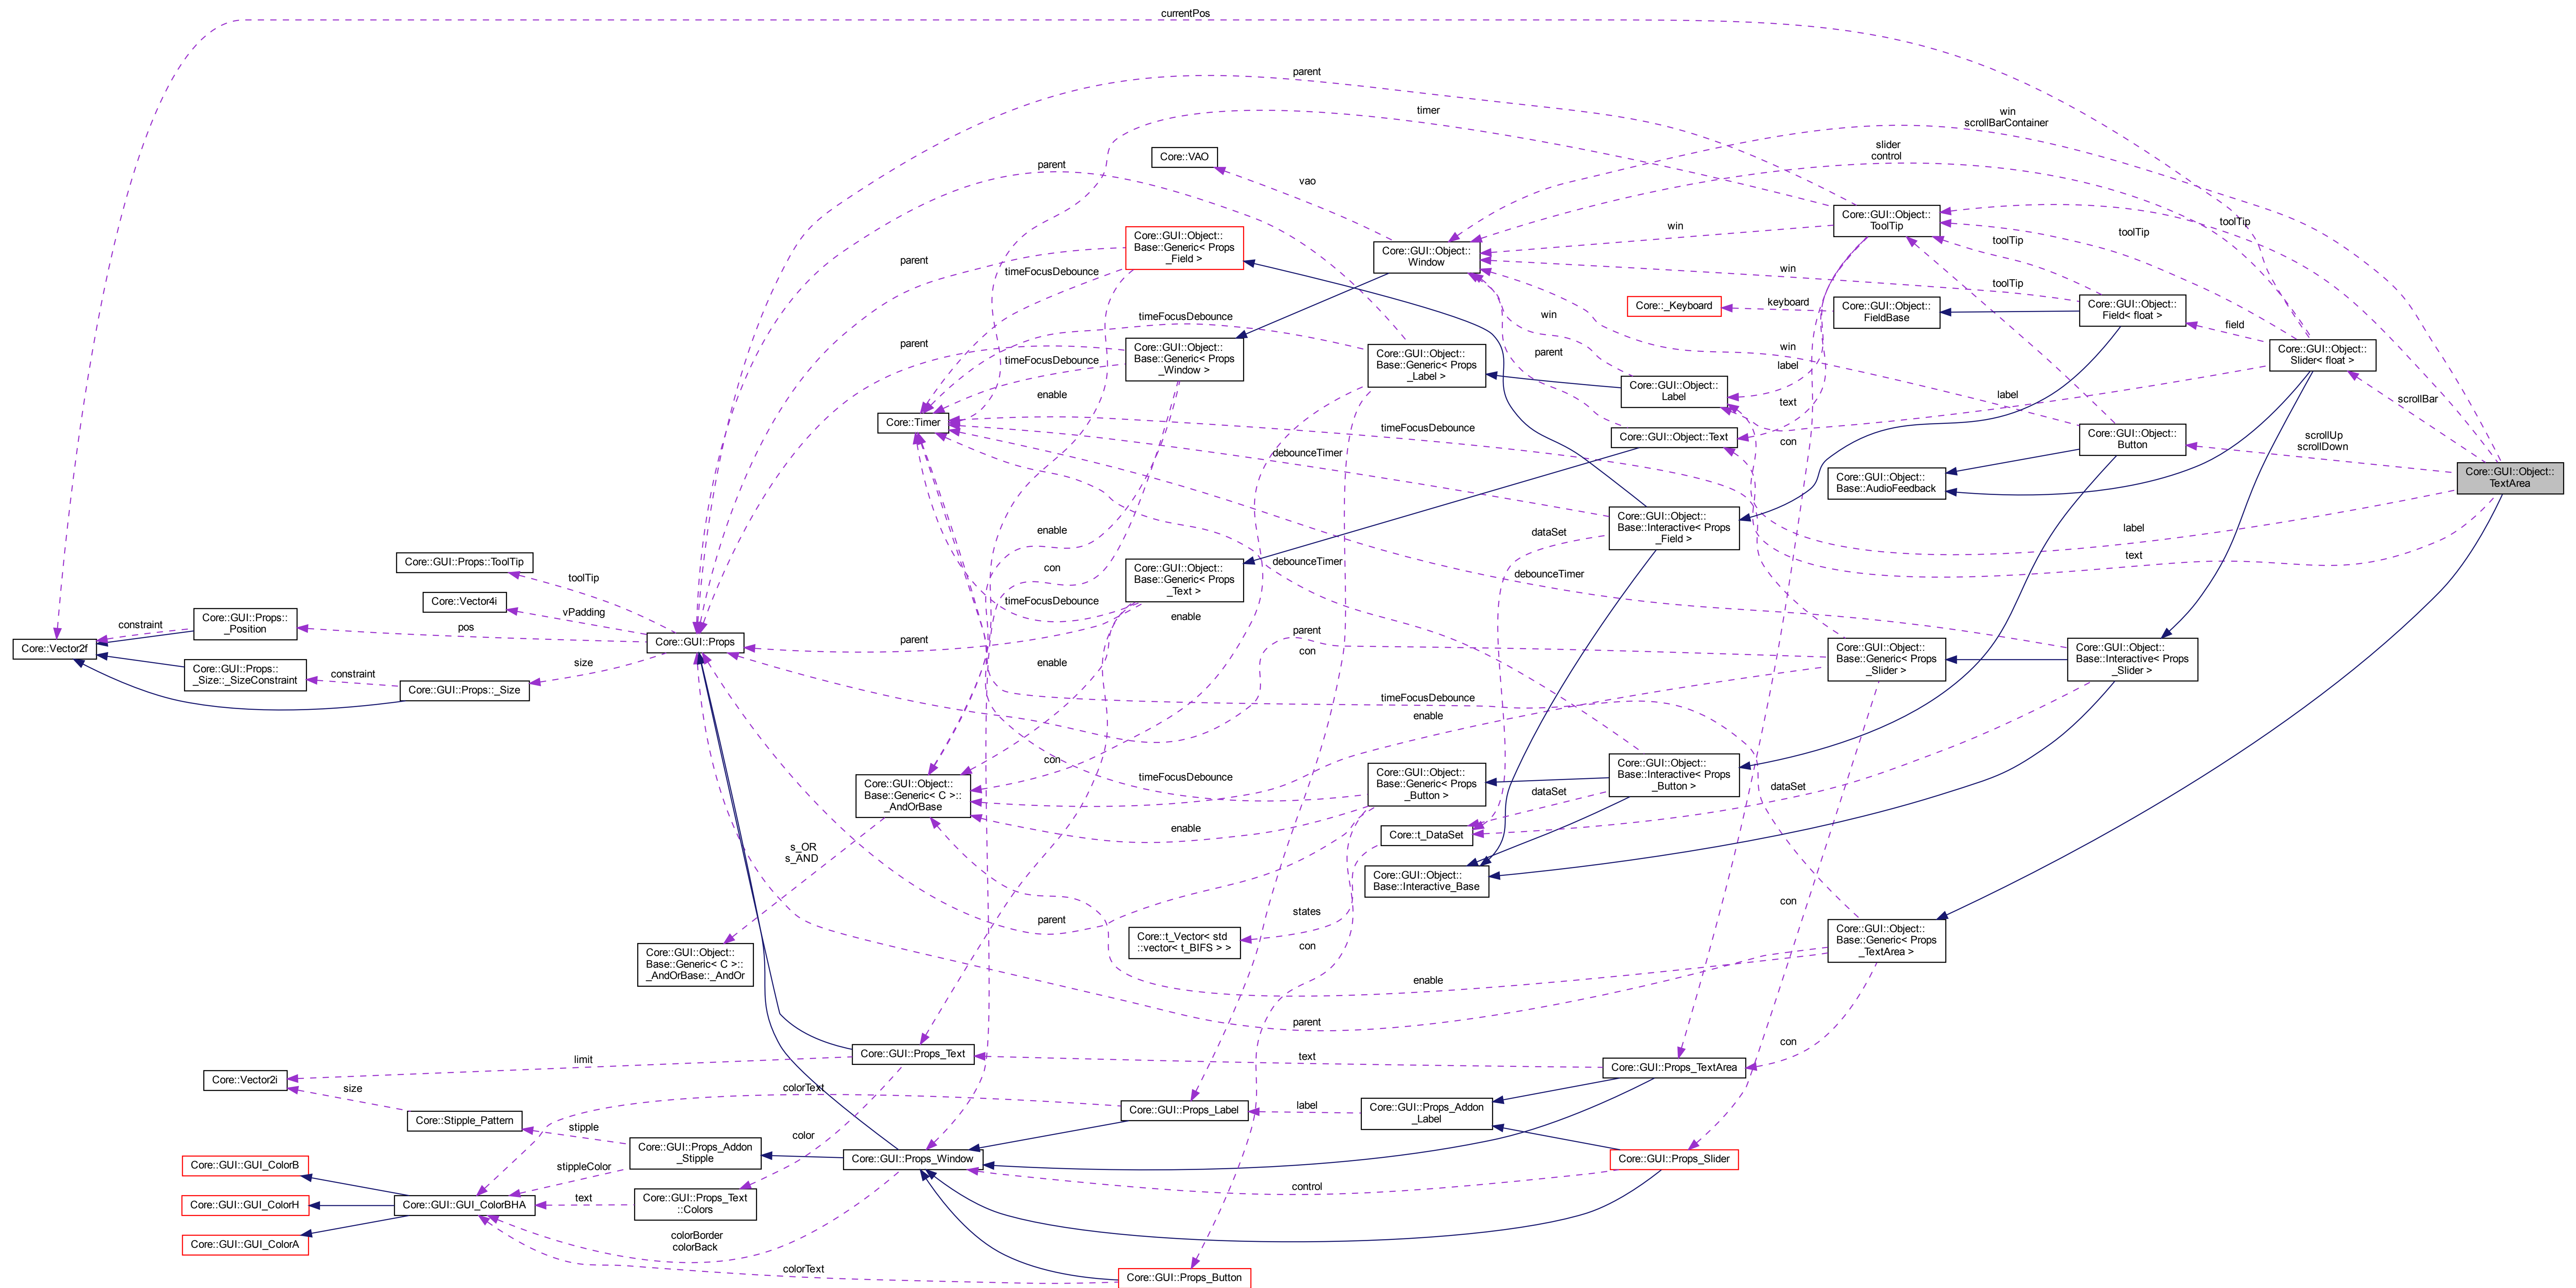 currentPos
parent
timer
win
scrollBarContainer
slider
control
Core::VAO
parent
vao
Core::GUI::Object::
ToolTip
toolTip
toolTip
toolTip
win
Core::GUI::Object::
Base::Generic< Props
_Field >
Core::GUI::Object::
Window
parent
timeFocusDebounce
win
toolTip
Core::_Keyboard
keyboard
Core::GUI::Object::
FieldBase
Core::GUI::Object::
Field< float >
field
timeFocusDebounce
win
win
Core::GUI::Object::
Slider< float >
parent
Core::GUI::Object::
Base::Generic< Props
_Window >
timeFocusDebounce
Core::GUI::Object::
Base::Generic< Props
_Label >
parent
label
Core::GUI::Object::
Label
enable
text
label
scrollBar
Core::Timer
timeFocusDebounce
Core::GUI::Object::Text
con
Core::GUI::Object::
Button
scrollUp
scrollDown
debounceTimer
Core::GUI::Object::
Base::AudioFeedback
Core::GUI::Object::
TextArea
Core::GUI::Object::
Base::Interactive< Props
_Field >
enable
dataSet
label
text
Core::GUI::Props::ToolTip
toolTip
con
debounceTimer
debounceTimer
Core::GUI::Object::
Base::Generic< Props
_Text >
Core::Vector4i
vPadding
timeFocusDebounce
enable
Core::GUI::Props::
_Position
constraint
pos
Core::GUI::Props
parent
parent
Core::Vector2f
Core::GUI::Object::
Base::Generic< Props
_Slider >
Core::GUI::Object::
Base::Interactive< Props
_Slider >
Core::GUI::Props::
_Size::_SizeConstraint
constraint
size
Core::GUI::Props::_Size
enable
con
timeFocusDebounce
enable
con
Core::GUI::Object::
Base::Generic< C >::
_AndOrBase
timeFocusDebounce
Core::GUI::Object::
Base::Generic< Props
_Button >
Core::GUI::Object::
Base::Interactive< Props
_Button >
dataSet
dataSet
enable
Core::t_DataSet
s_OR
s_AND
Core::GUI::Object::
Base::Interactive_Base
con
parent
states
Core::t_Vector< std
::vector< t_BIFS > >
con
Core::GUI::Object::
Base::Generic< Props
_TextArea >
Core::GUI::Object::
Base::Generic< C >::
_AndOrBase::_AndOr
enable
parent
con
Core::GUI::Props_Text
limit
text
Core::GUI::Props_TextArea
Core::Vector2i
size
colorText
Core::GUI::Props_Label
label
Core::GUI::Props_Addon
_Label
Core::Stipple_Pattern
stipple
color
Core::GUI::Props_Addon
_Stipple
Core::GUI::Props_Window
Core::GUI::Props_Slider
Core::GUI::GUI_ColorB
stippleColor
control
Core::GUI::GUI_ColorH
Core::GUI::GUI_ColorBHA
text
Core::GUI::Props_Text
::Colors
Core::GUI::GUI_ColorA
colorBorder
colorBack
colorText
Core::GUI::Props_Button